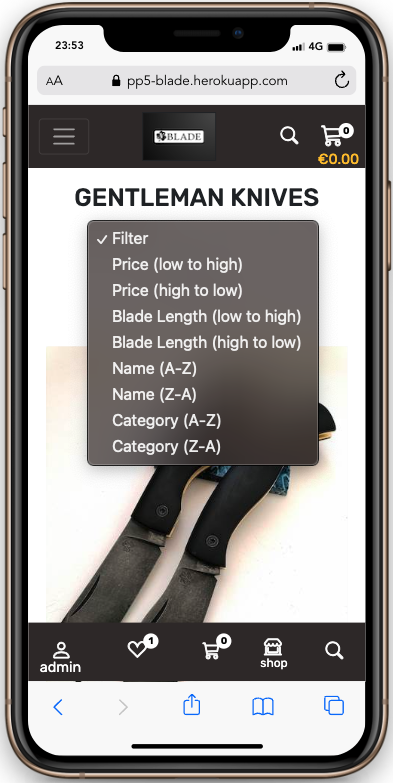 23:53
4G
AA
pp5-blade.herokuapp.com
BLADE
0
€0.00
GENTLEMAN KNIVES
✓ Filter
Price (low to high)
Price (high to low)
Blade Length (low to high)
Blade Length (high to low)
Name (A-Z)
Name (Z-A)
Category (A-Z)
Category (Z-A)
1
0
admin
shop